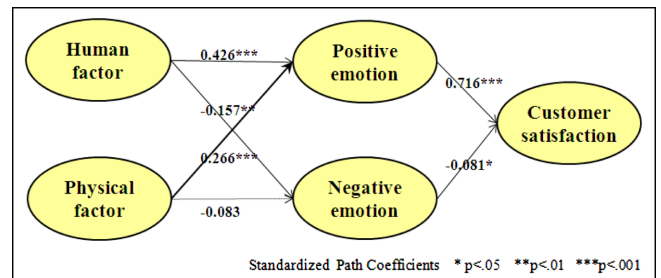 Human
factor
0.426***
Positive
emotion
0.716***
-0.157**
Customer
satisfaction
0.266***
-0.081*
Physical
factor
-0.083
Negative
emotion
Standardized Path Coefficients * p<.05 **p<.01 ***p<.001